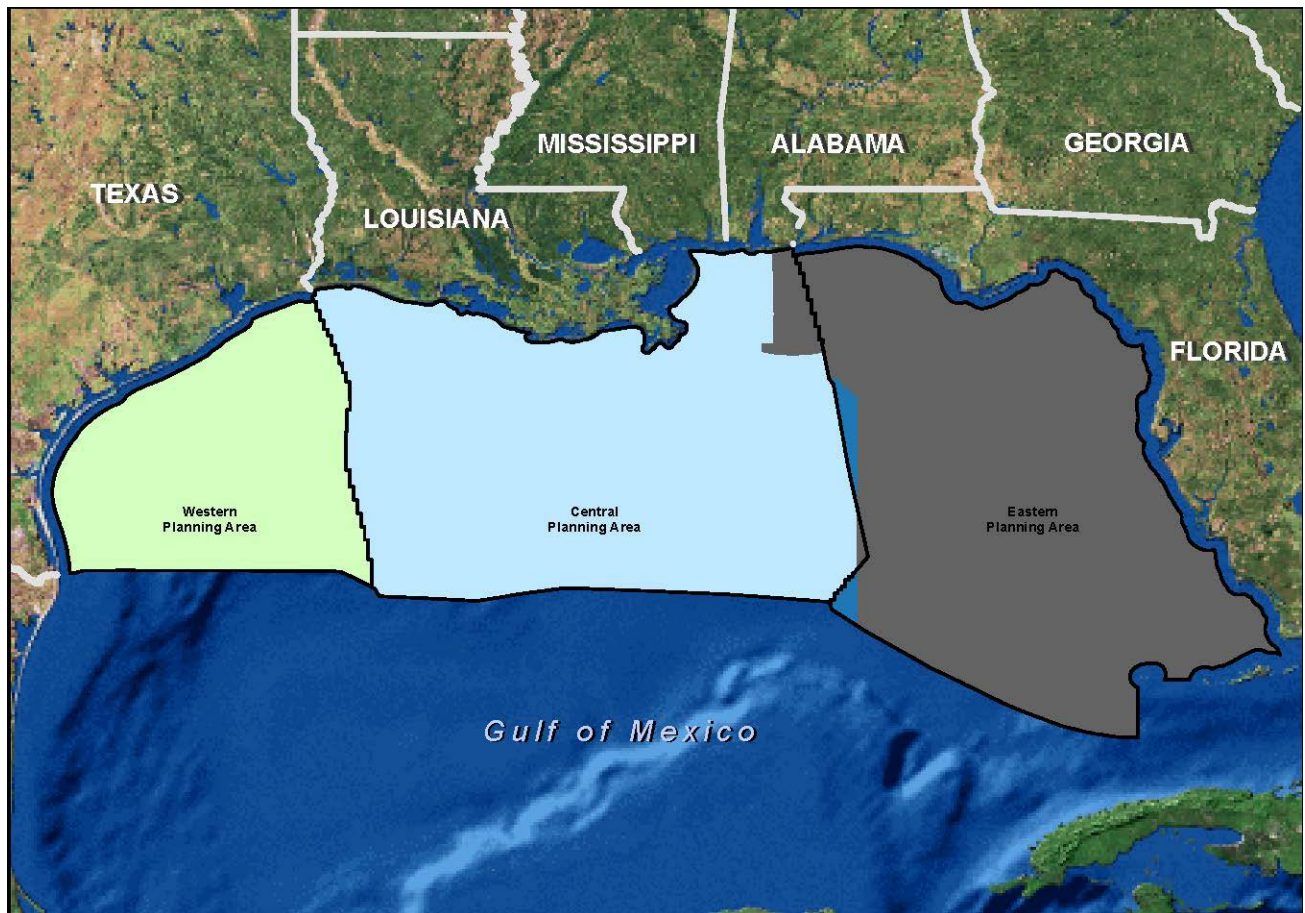 MISSISSIPPI
ALABAMA
GEORGIA
TEXAS
LOUISIANA
FLORIDA
Western
Planning Area
Central
Planning Area
Eastern
Planning Area
Gulf of Mexico